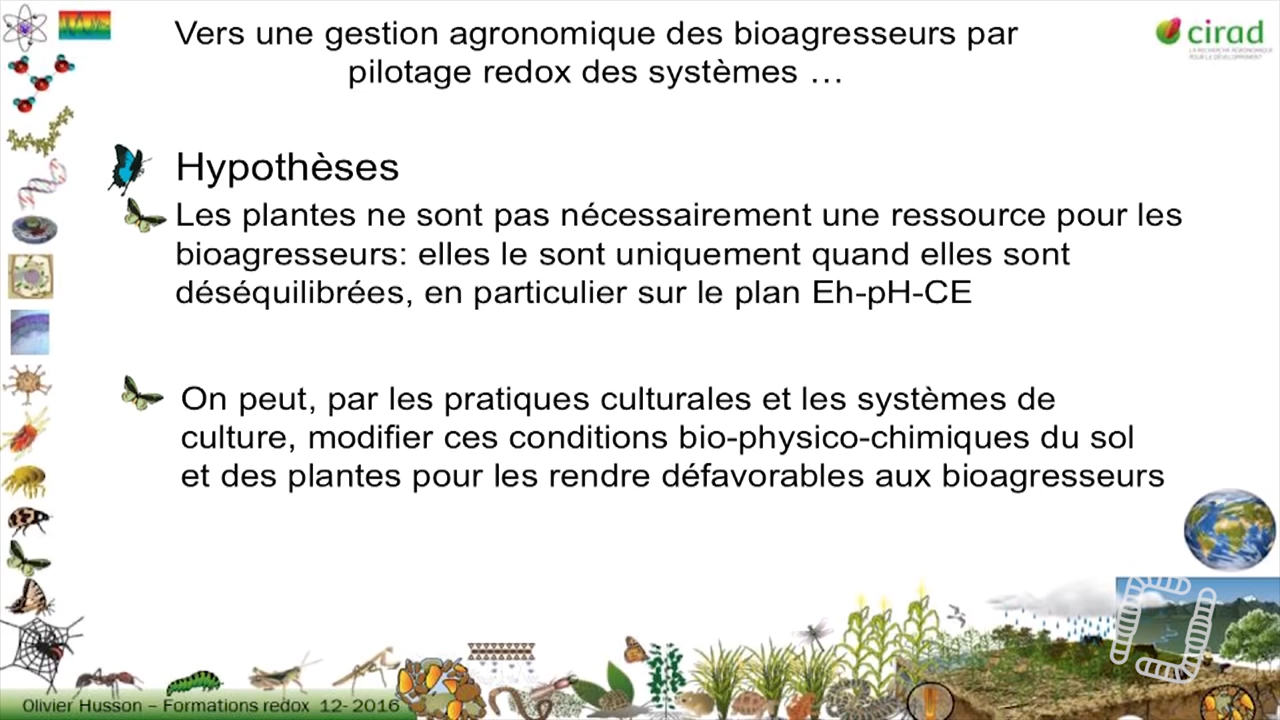 Vers une gestion agronomique des bioagresseurs par
pilotage redox des systèmes …
cirad
LA RECHERCHE AGRONOMIQUE
POUR LE DÉVELOPPEMENT
Hypothèses
Les plantes ne sont pas nécessairement une ressource pour les
bioagresseurs: elles le sont uniquement quand elles sont
déséquilibrées, en particulier sur le plan Eh-pH-CE
On peut, par les pratiques culturales et les systèmes de
culture, modifier ces conditions bio-physico-chimiques du sol
et des plantes pour les rendre défavorables aux bioagresseurs
Olivier Husson – Formations redox 12- 2016